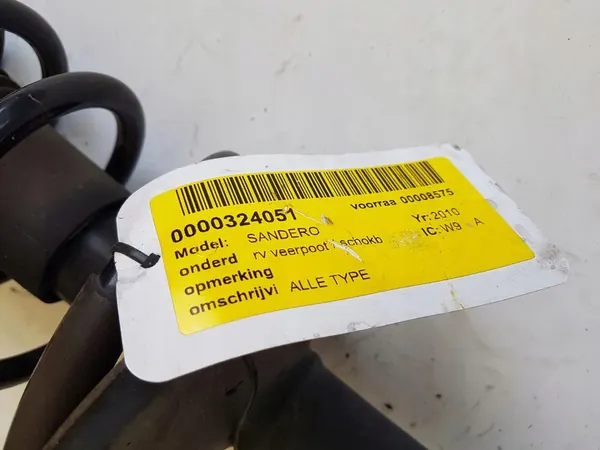 0000324051 voorraa 00008575
Model: SANDERO Yr:2010
onderd rv veerpoot schokb IC: W9 A
opmerking
omschrijvi ALLE TYPE